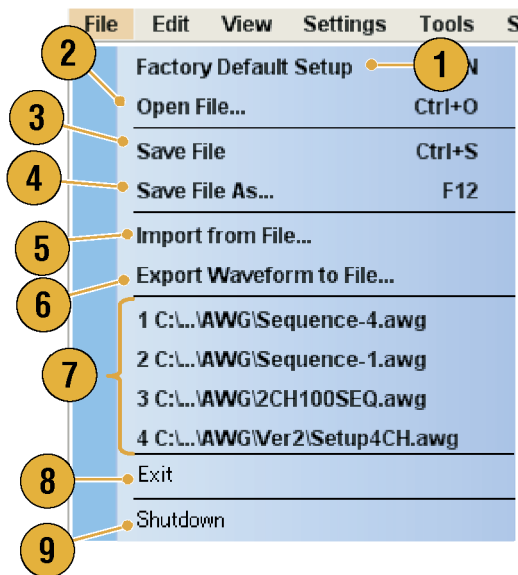 File Edit View Settings Tools S
Factory Default Setup 1 N
2
Open File... Ctrl+O
3
Save File Ctrl+S
4
Save File As... F12
5
Import from File...
Export Waveform to File...
6
1 C:\...\AWG\Sequence-4.awg
2 C:\...\AWG\Sequence-1.awg
7
3 C:\...\AWG\2CH100SEQ.awg
4 C:\...\AWG\Ver2\Setup4CH.awg
8
Exit
Shutdown
9